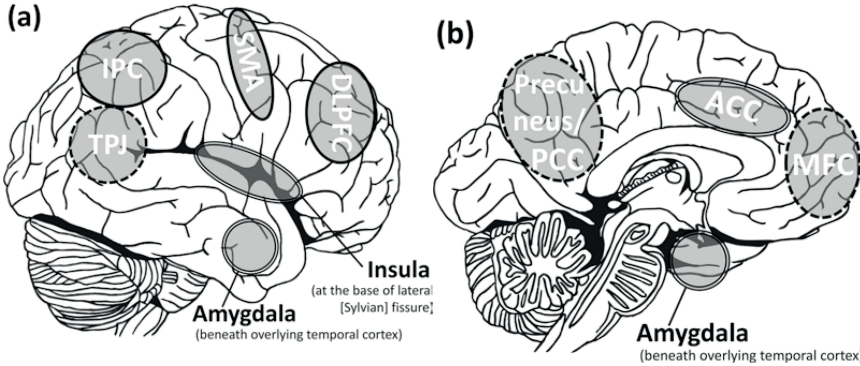 (a)
IPC
SMA
DLPFC
TPJ
Insula
(at the base of lateral
[Sylvian] fissure)
Amygdala
(beneath overlying temporal cortex)
(b)
Precu
neus/
PCC
ACC
MFC
Amygdala
(beneath overlying temporal cortex)